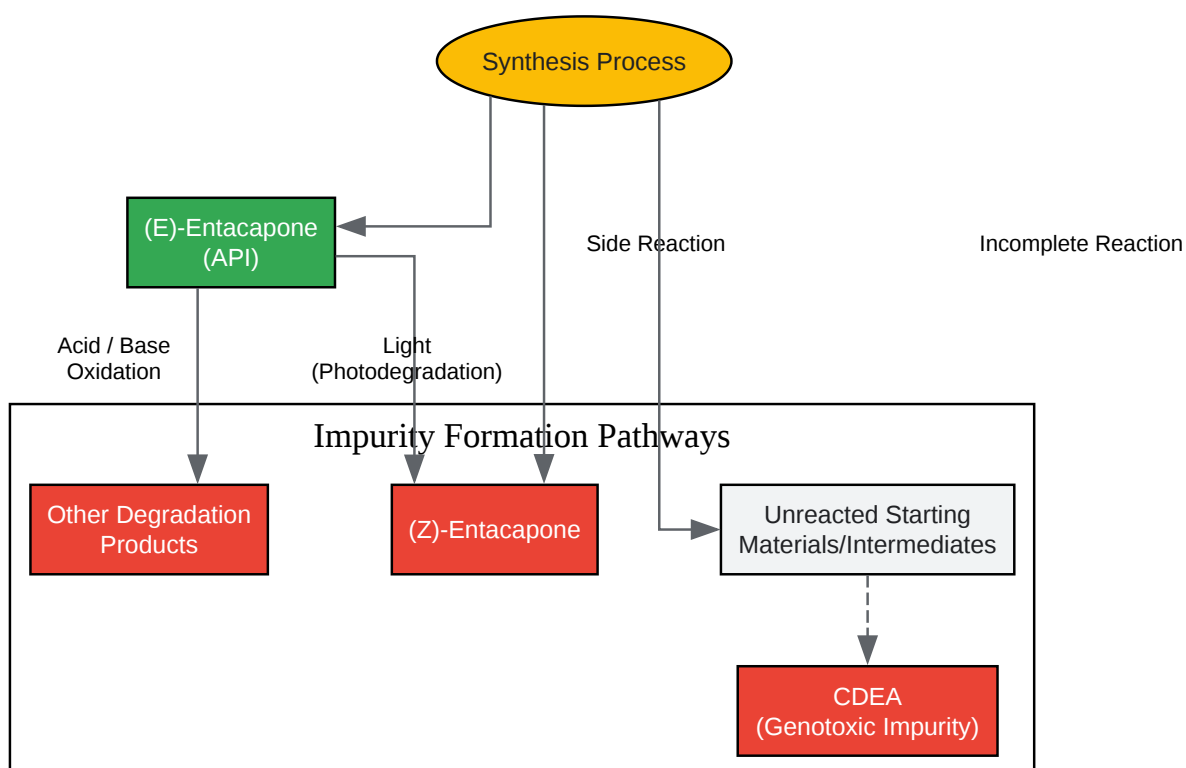 Synthesis Process
(E)-Entacapone
(API)
Side Reaction
Incomplete Reaction
Acid / Base
Oxidation
Light
(Photodegradation)
Impurity Formation Pathways
Other Degradation
Products
(Z)-Entacapone
Unreacted Starting
Materials/Intermediates
CDEA
(Genotoxic Impurity)